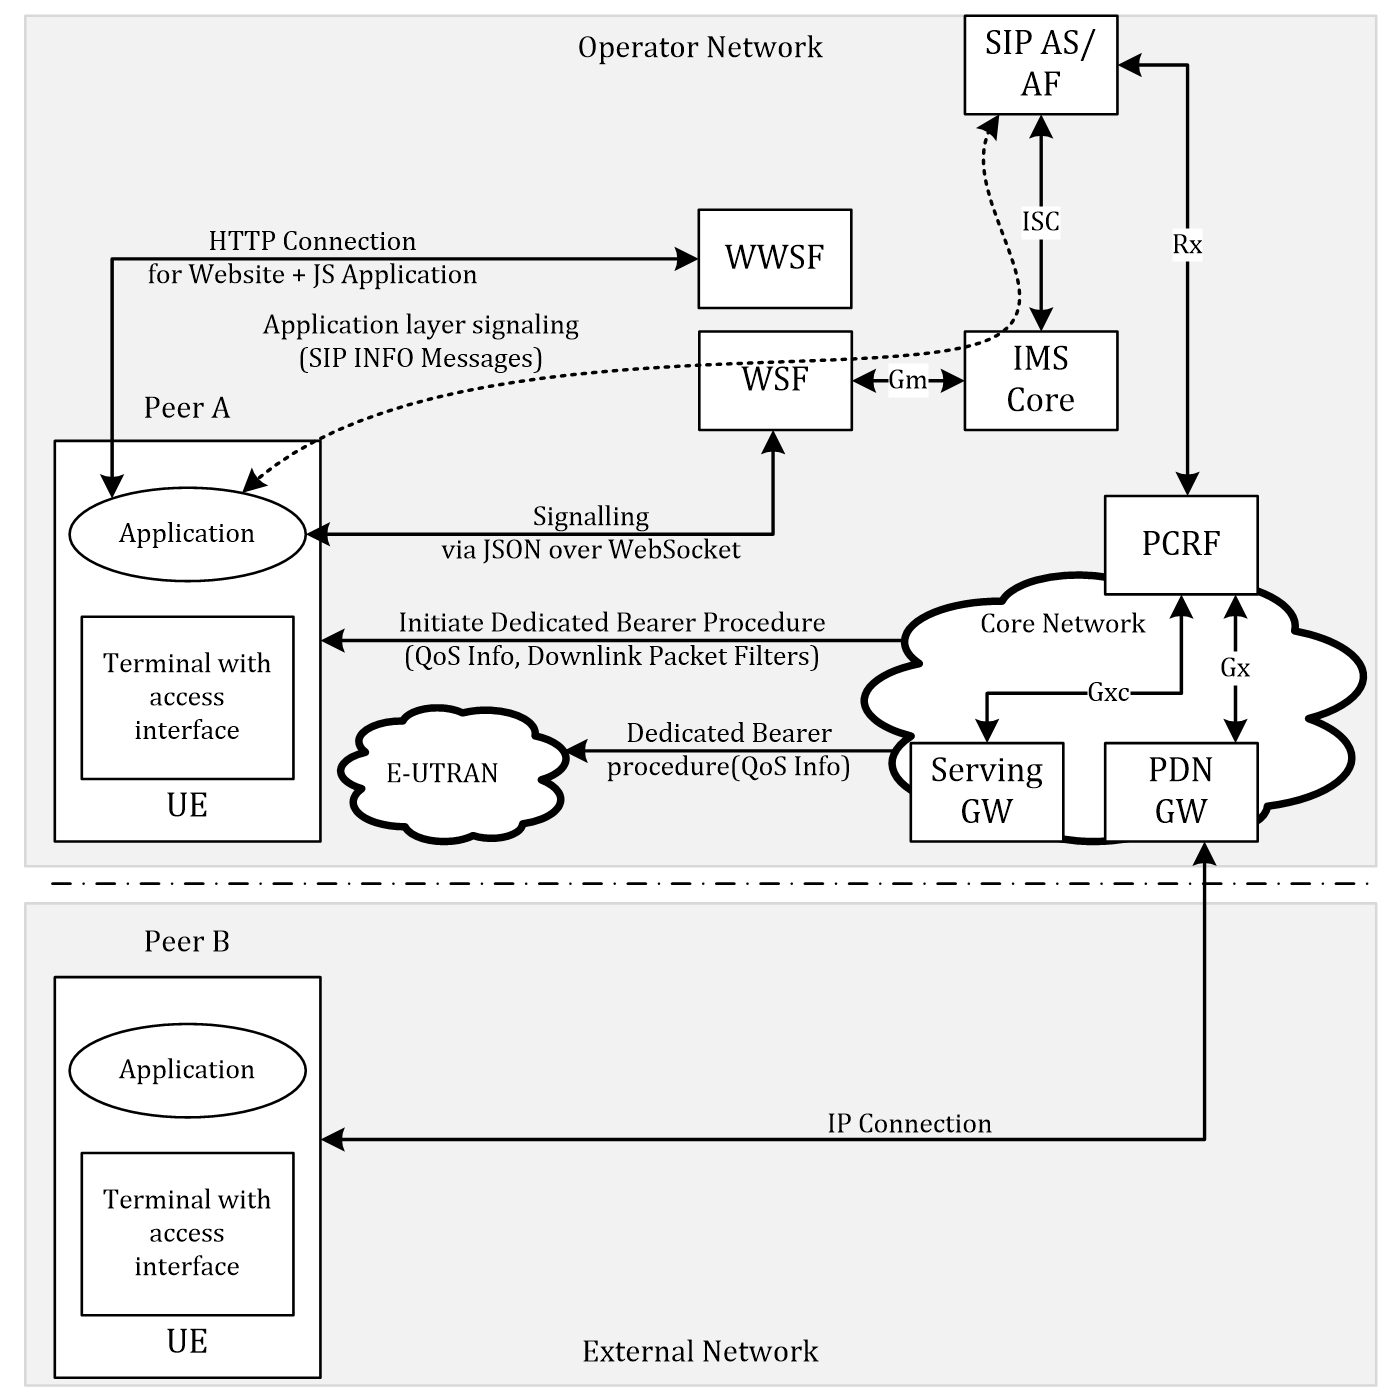 Operator Network
SIP AS/
AF
ISC
Rx
HTTP Connection
for Website + JS Application
WWSF
Application layer signaling
(SIP INFO Messages)
WSF
Gm
IMS
Core
Peer A
Application
Signalling
via JSON over WebSocket
PCRF
Initiate Dedicated Bearer Procedure
(QoS Info, Downlink Packet Filters)
Core Network
Gxc
Gx
Terminal with
access
interface
UE
E-UTRAN
Dedicated Bearer
procedure(QoS Info)
Serving
GW
PDN
GW
Peer B
Application
IP Connection
Terminal with
access
interface
UE
External Network